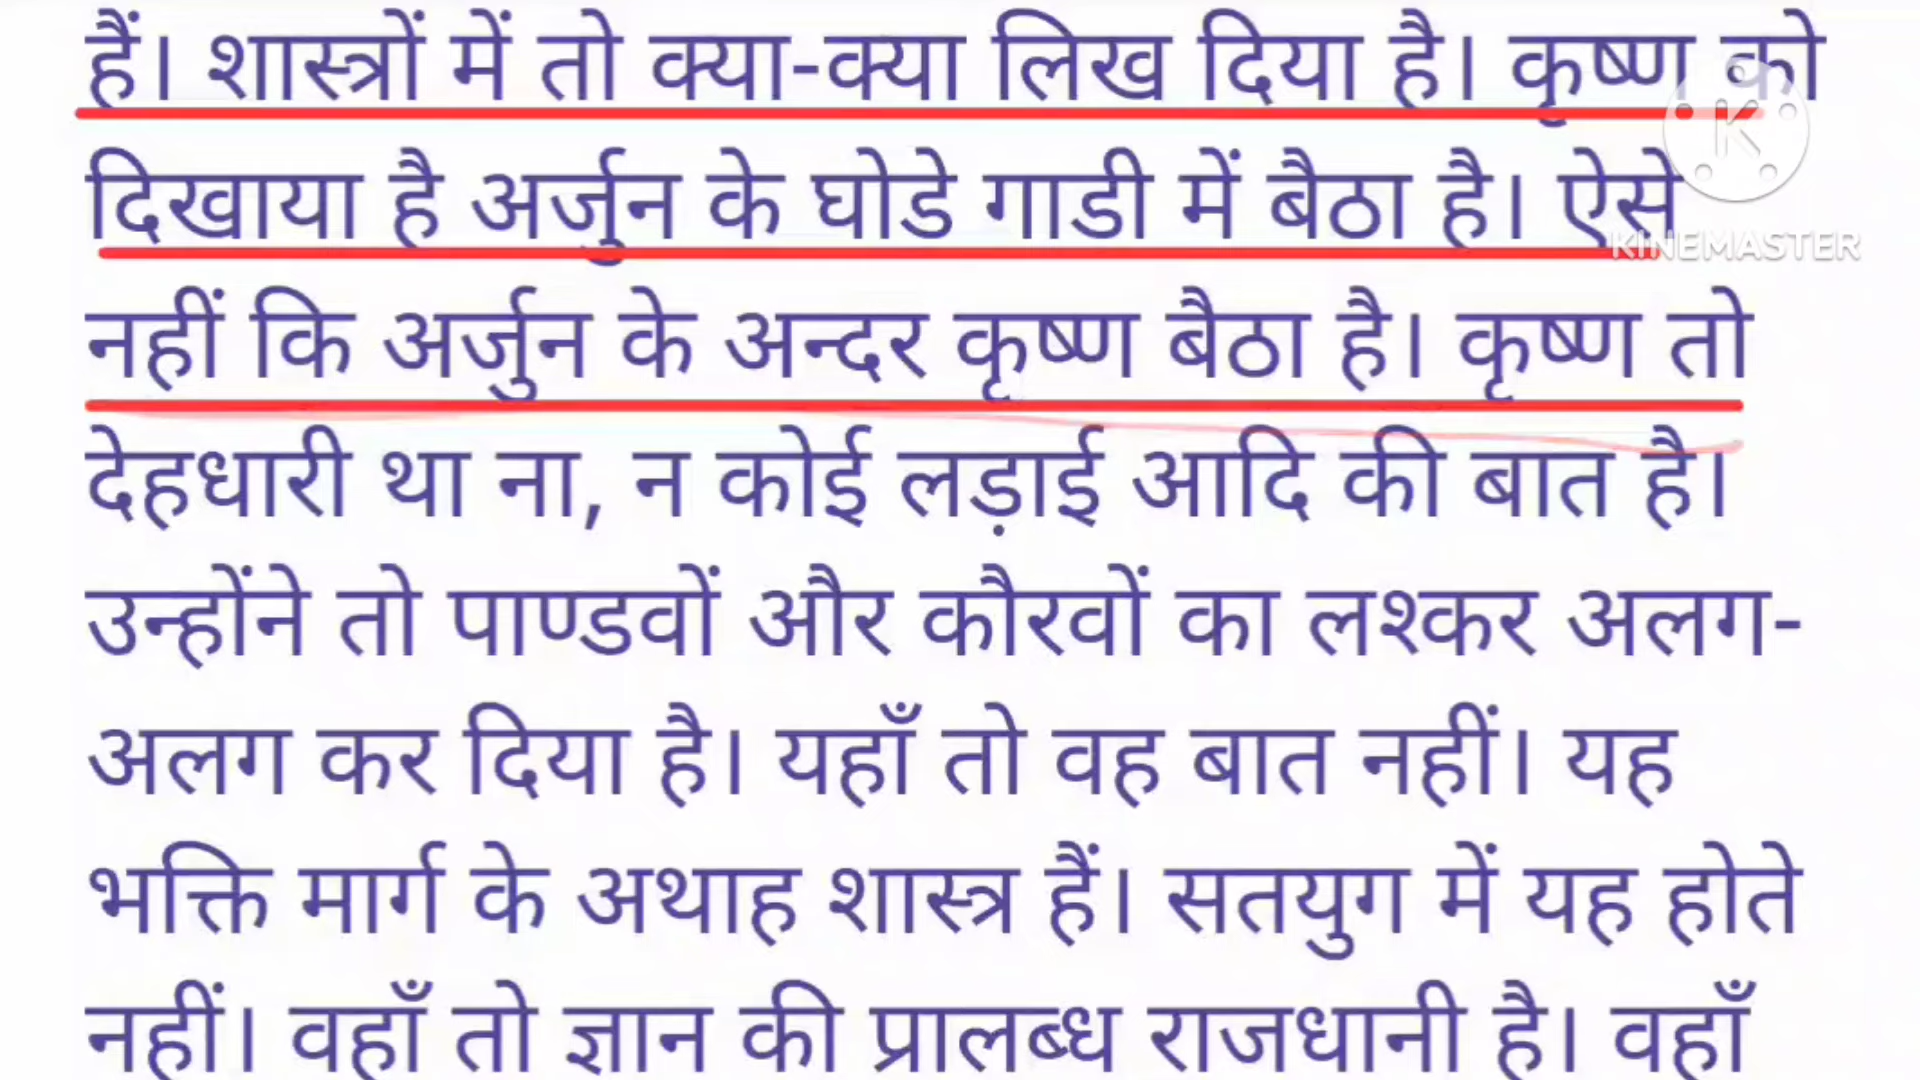 हैं। शास्त्रों में तो क्या-क्या लिख दिया है। कृष्ण को
दिखाया है अर्जुन के घोडे गाडी में बैठा है। ऐसे
KINEMASTER
नहीं कि अर्जुन के अन्दर कृष्ण बैठा है। कृष्ण तो
देहधारी था ना, न कोई लड़ाई आदि की बात है।
उन्होंने तो पाण्डवों और कौरवों का लश्कर अलग-
अलग कर दिया है। यहाँ तो वह बात नहीं। यह
भक्ति मार्ग के अथाह शास्त्र हैं। सतयुग में यह होते
नहीं। वहाँ तो ज्ञान की प्रालब्ध राजधानी है। वहाँ